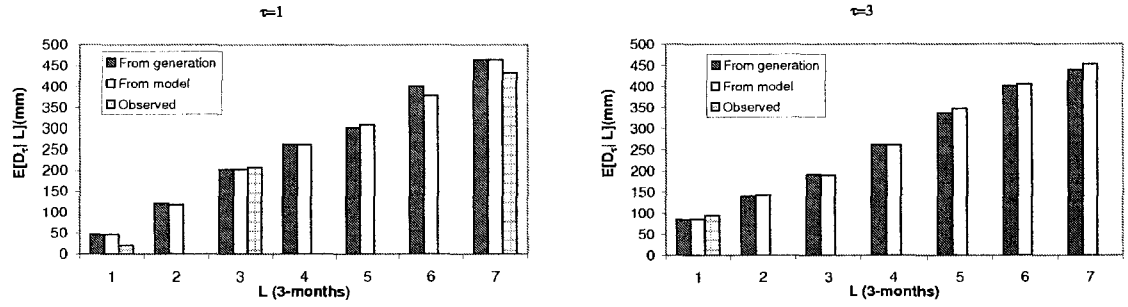 τ=1
500
450
400
350
300
250
200
150
100
50
0
E[Dτ| L](mm)
From generation
From model
Observed
1 2 3 4 5 6 7
L (3-months)
τ=3
500
450
400
350
300
250
200
150
100
50
0
E[Dτ| L](mm)
From generation
From model
Observed
1 2 3 4 5 6 7
L (3-months)